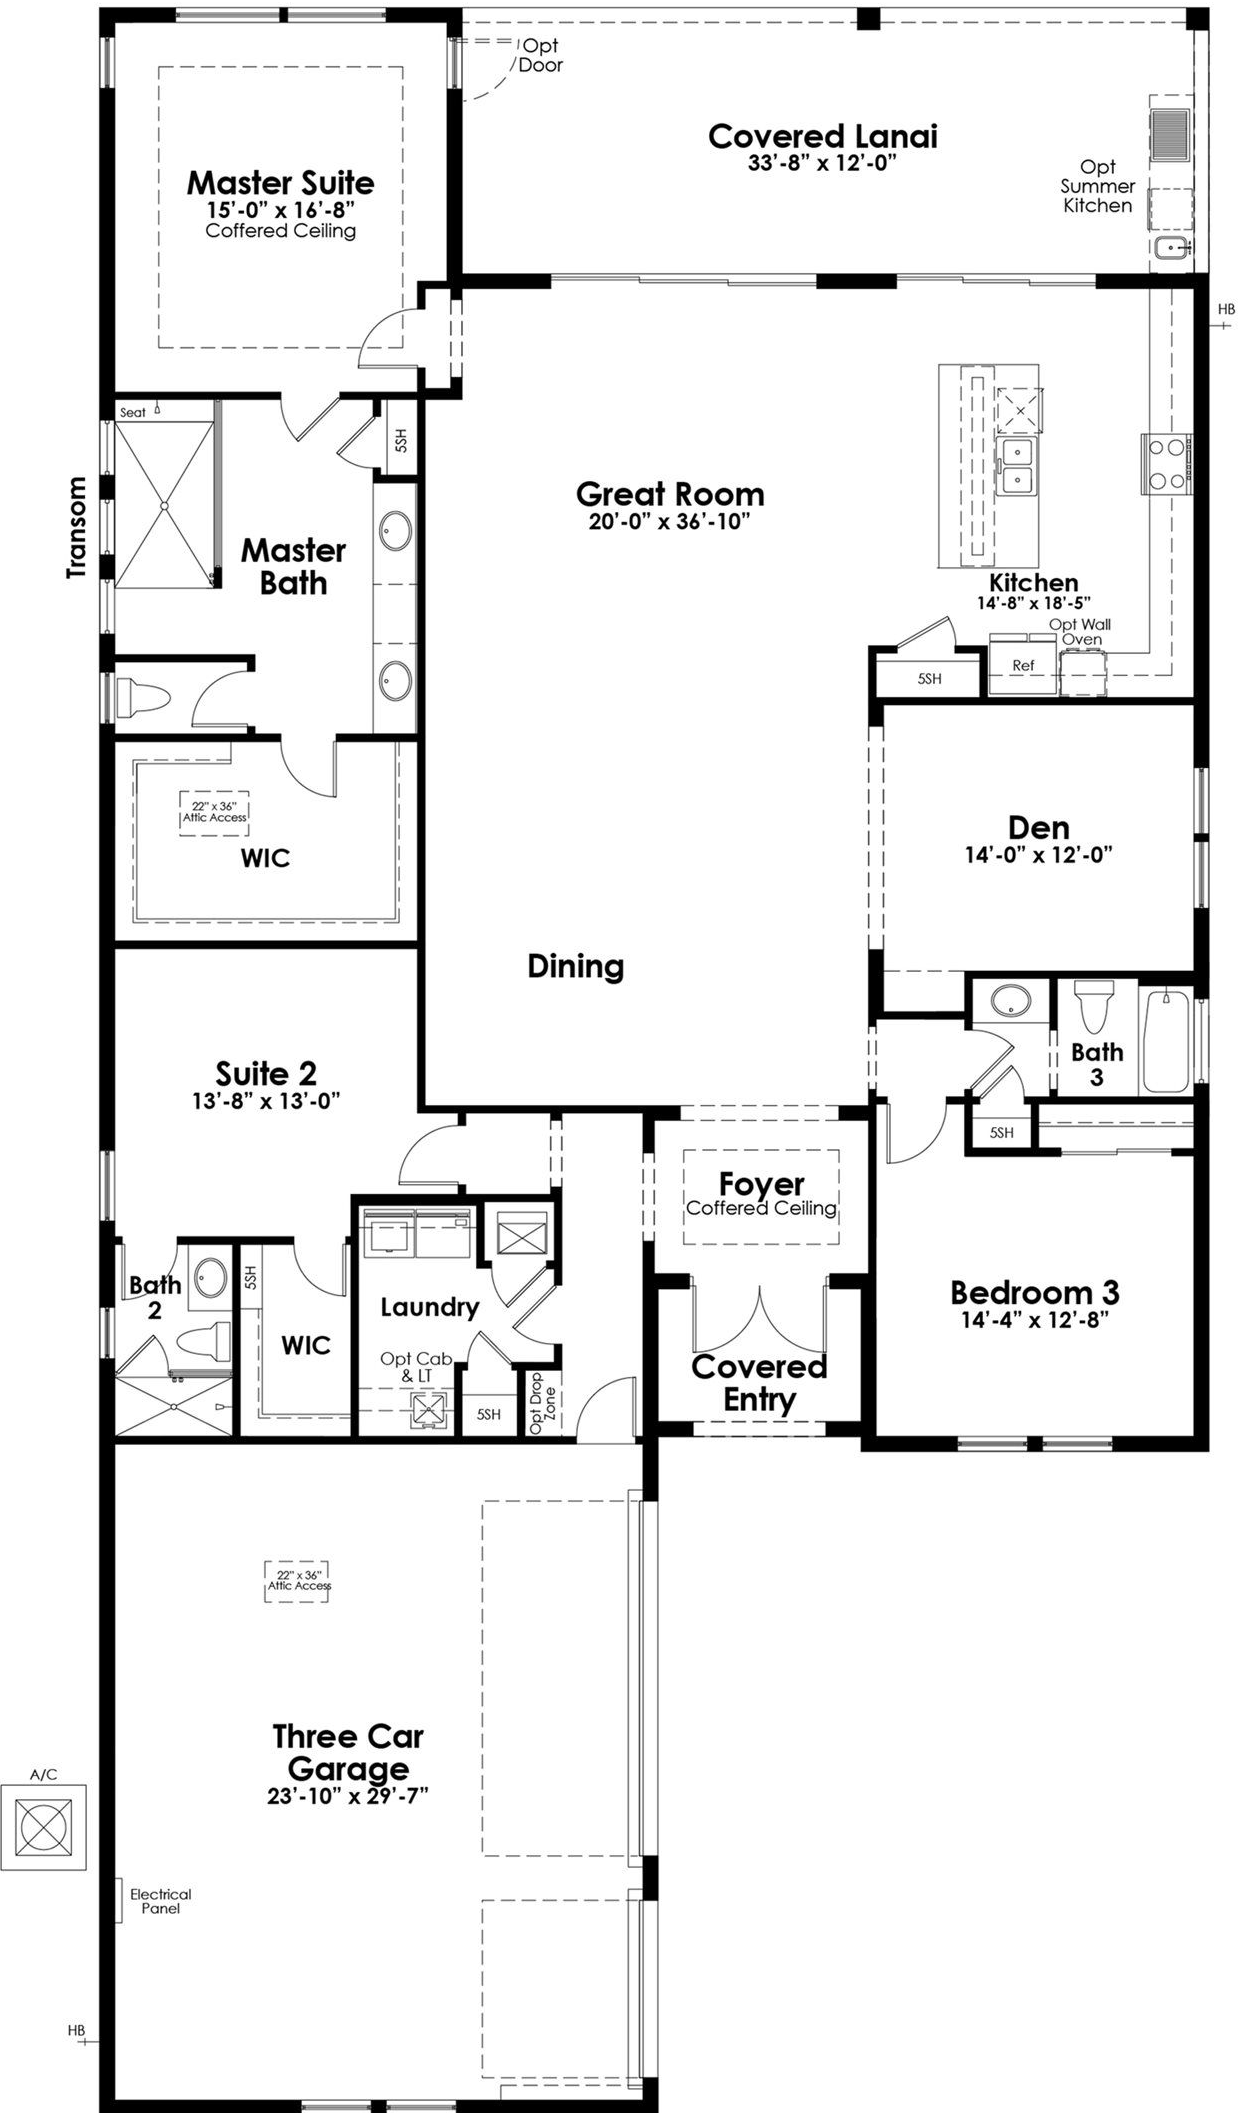 Opt
Door
Covered Lanai
33'-8” x 12'-0”
Opt
Summer
Kitchen
Master Suite
15'-0” x 16'-8”
Coffered Ceiling
HB
Seat
5SH
Transom
Master
Bath
Great Room
20'-0” x 36'-10”
Kitchen
14'-8” x 18'-5”
Opt Wall
Oven
Ref
5SH
22" x 36"
Attic Access
WIC
Den
14'-0” x 12'-0”
Dining
Bath
3
5SH
Suite 2
13'-8” x 13'-0”
Foyer
Coffered Ceiling
Bath
2
5SH
WIC
Laundry
Opt Cab
& LT
5SH
Opt Drop
Zone
Covered
Entry
Bedroom 3
14'-4” x 12'-8”
22" x 36"
Attic Access
Three Car
Garage
23'-10” x 29'-7”
A/C
Electrical
Panel
HB